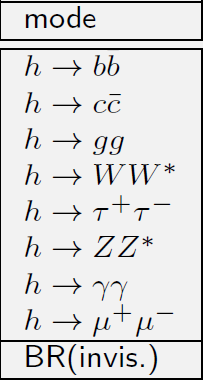 mode
h → bb
h → cc̄
h → gg
h → WW*
h → τ⁺τ⁻
h → ZZ*
h → γγ
h → μ⁺μ⁻
BR(invis.)